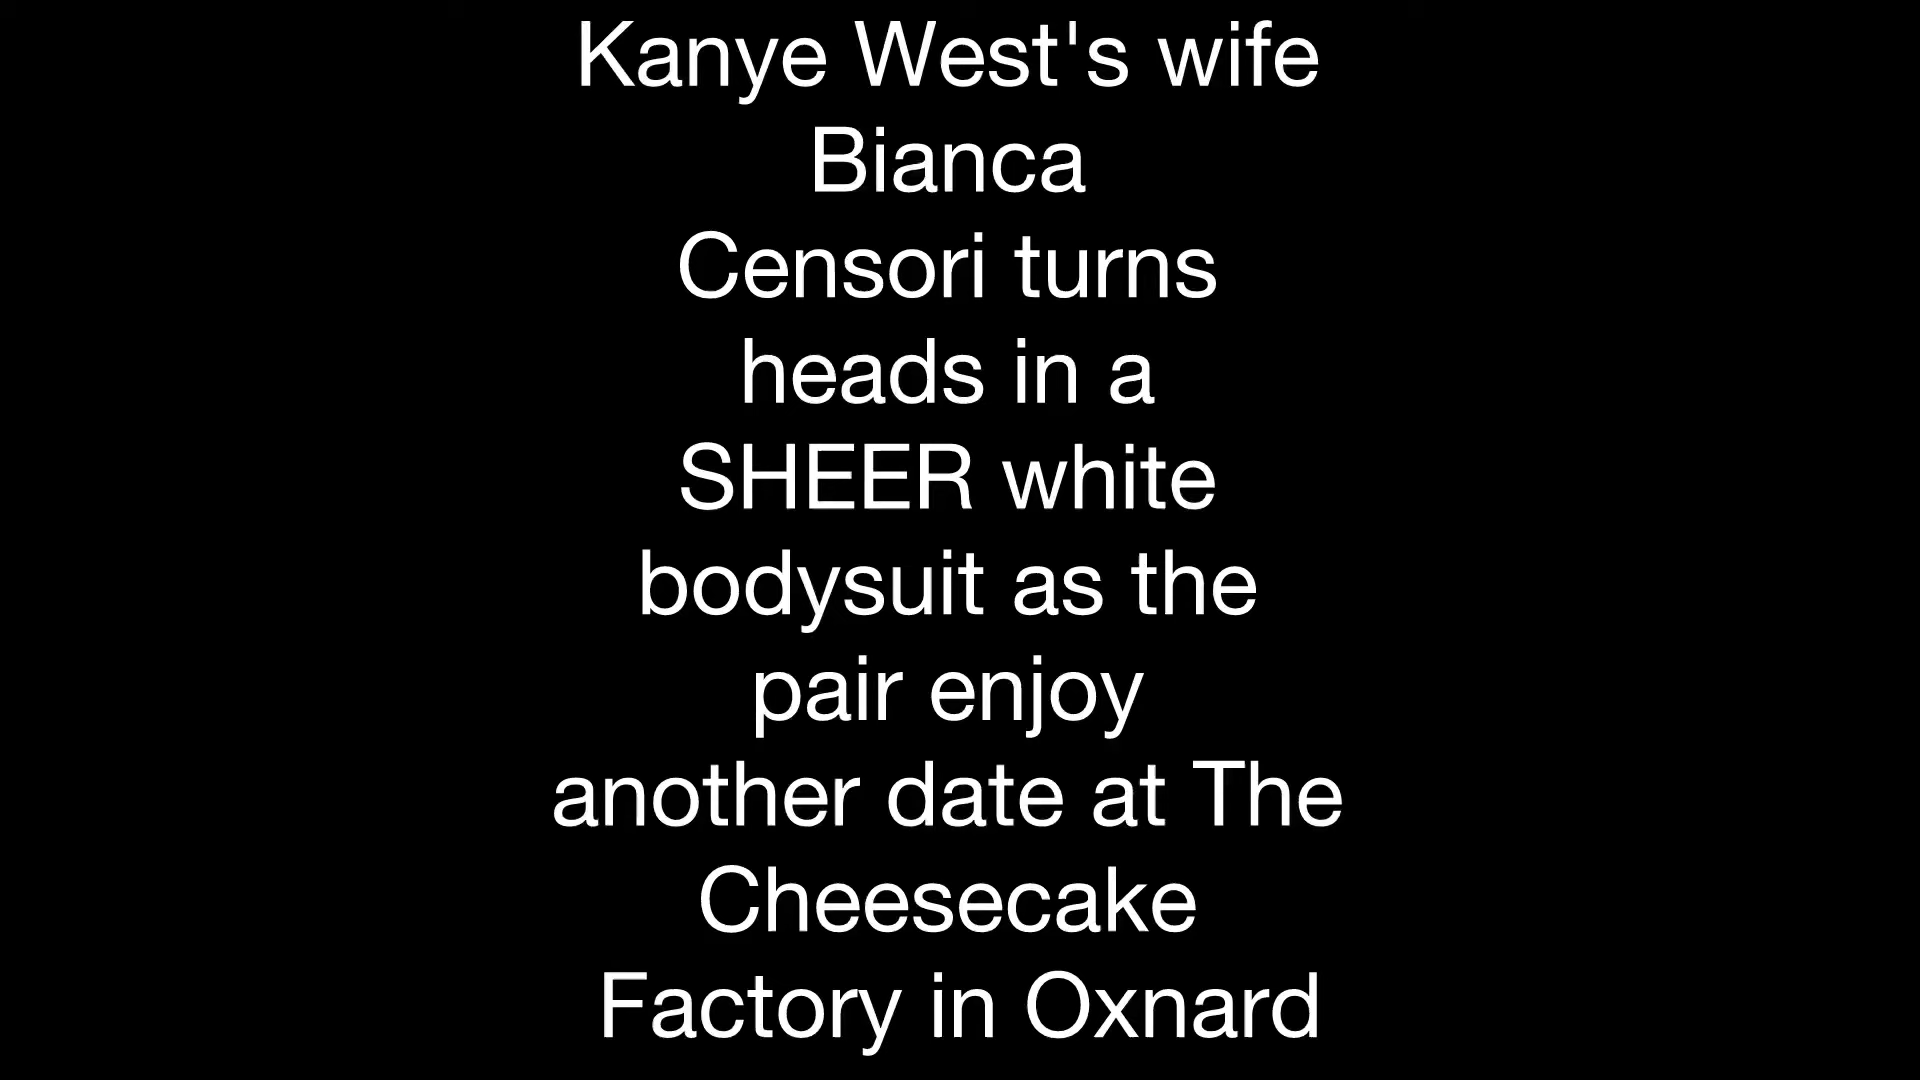 Kanye West's wife
Bianca
Censori turns
heads in a
SHEER white
bodysuit as the
pair enjoy
another date at The
Cheesecake
Factory in Oxnard